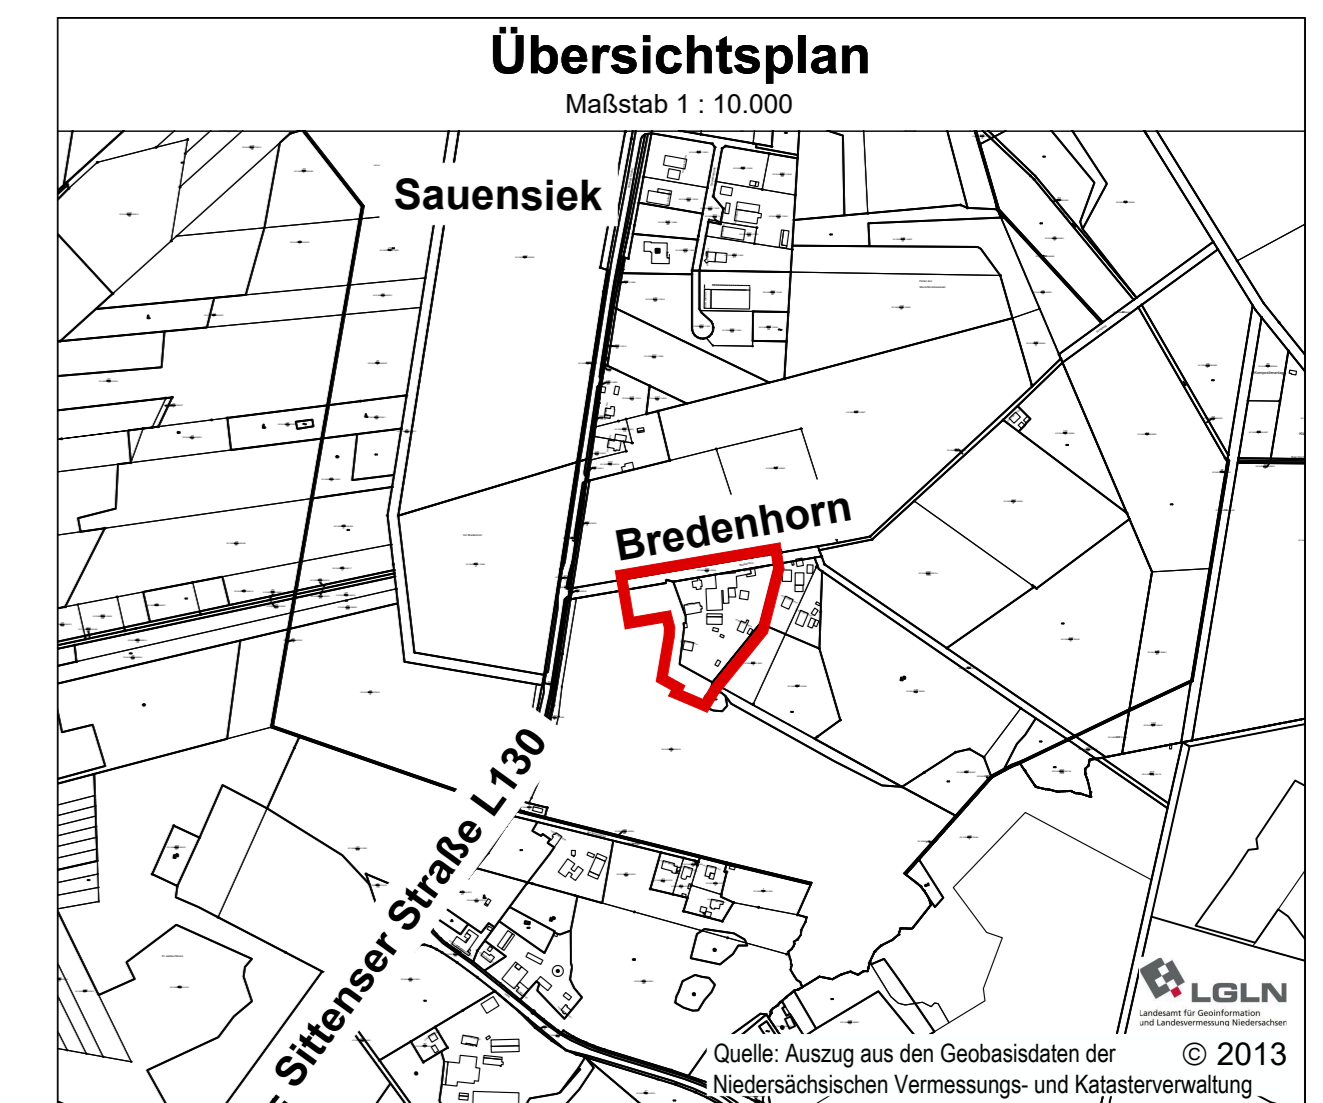 Übersichtsplan
Maßstab 1 : 10.000
Sauensiek
Bredenhorn
Sittenser Straße L130
LGLN
Landesamt für Geoinformation
und Landesvermessung Niedersachsen
Quelle: Auszug aus den Geobasisdaten der
Niedersächsischen Vermessungs- und Katasterverwaltung
© 2013